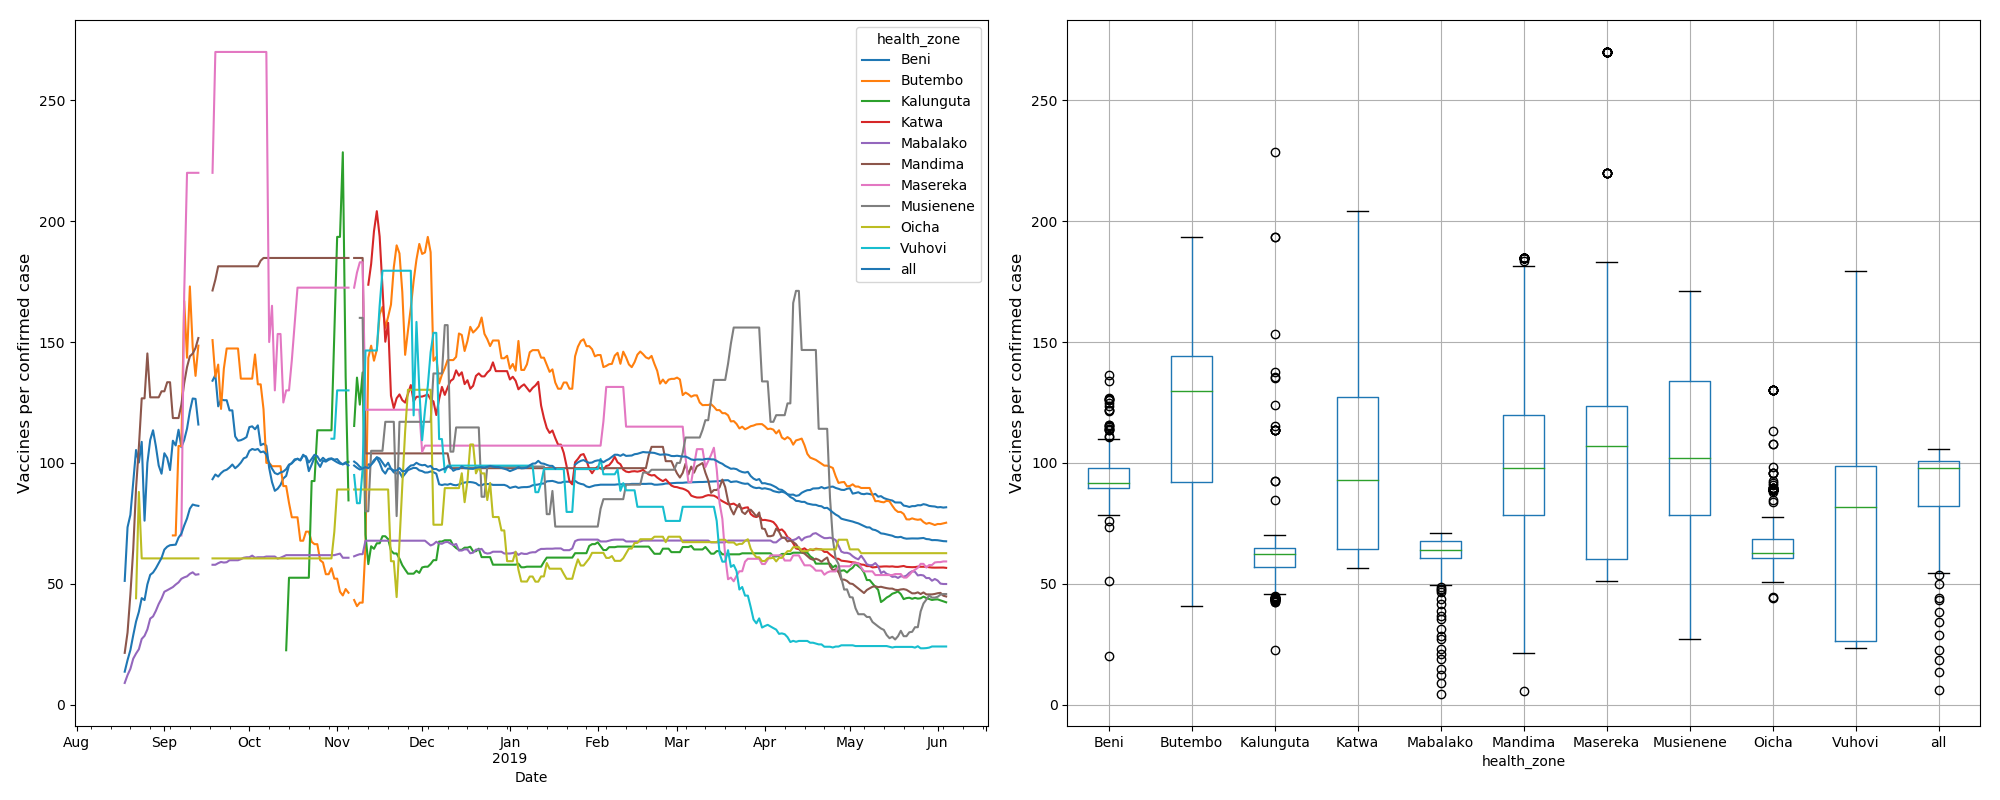 health_zone
Beni
Butembo
Kalunguta
Katwa
Mabalako
Mandima
Masereka
Musienene
Oicha
Vuhovi
all
Vaccines per confirmed case
250
200
150
100
50
0
Aug Sep Oct Nov Dec Jan Feb Mar Apr May Jun
2019
Date
Vaccines per confirmed case
250
200
150
100
50
0
Beni Butembo Kalunguta Katwa Mabalako Mandima Masereka Musienene Oicha Vuhovi all
health_zone